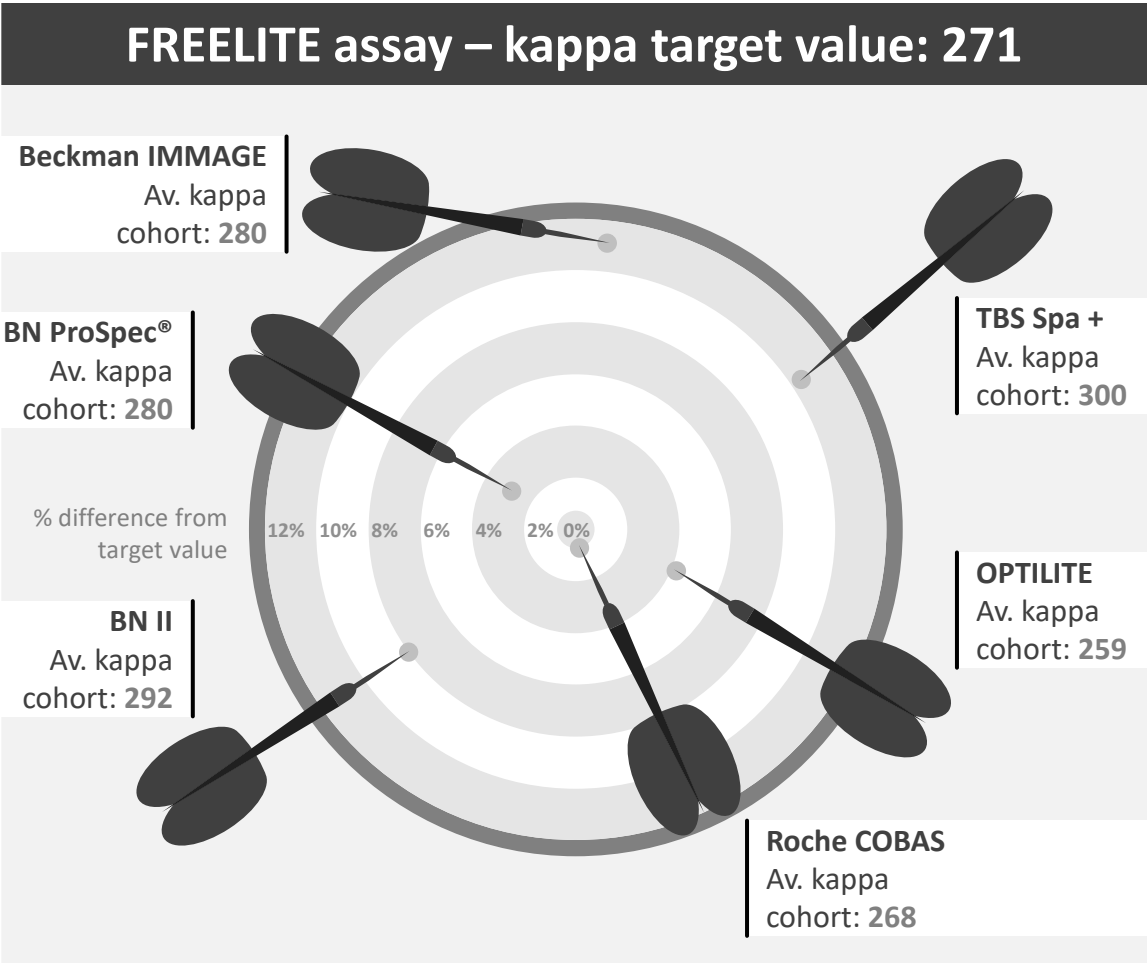 FREELITE assay – kappa target value: 271
Beckman IMMAGE
Av. kappa
cohort: 280
BN ProSpec®
Av. kappa
cohort: 280
TBS Spa +
Av. kappa
cohort: 300
% difference from
target value
12% 10% 8% 6% 4% 2% 0%
BN II
Av. kappa
cohort: 292
OPTILITE
Av. kappa
cohort: 259
Roche COBAS
Av. kappa
cohort: 268